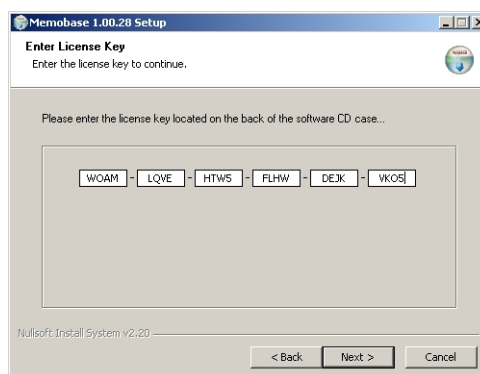 Memobase 1.00.28 Setup
Enter License Key
Enter the license key to continue.
Please enter the license key located on the back of the software CD case...
WOAM - LQVE - HTW5 - FLHW - DEJK - VKO5
Nullsoft Install System v2.20
< Back Next > Cancel